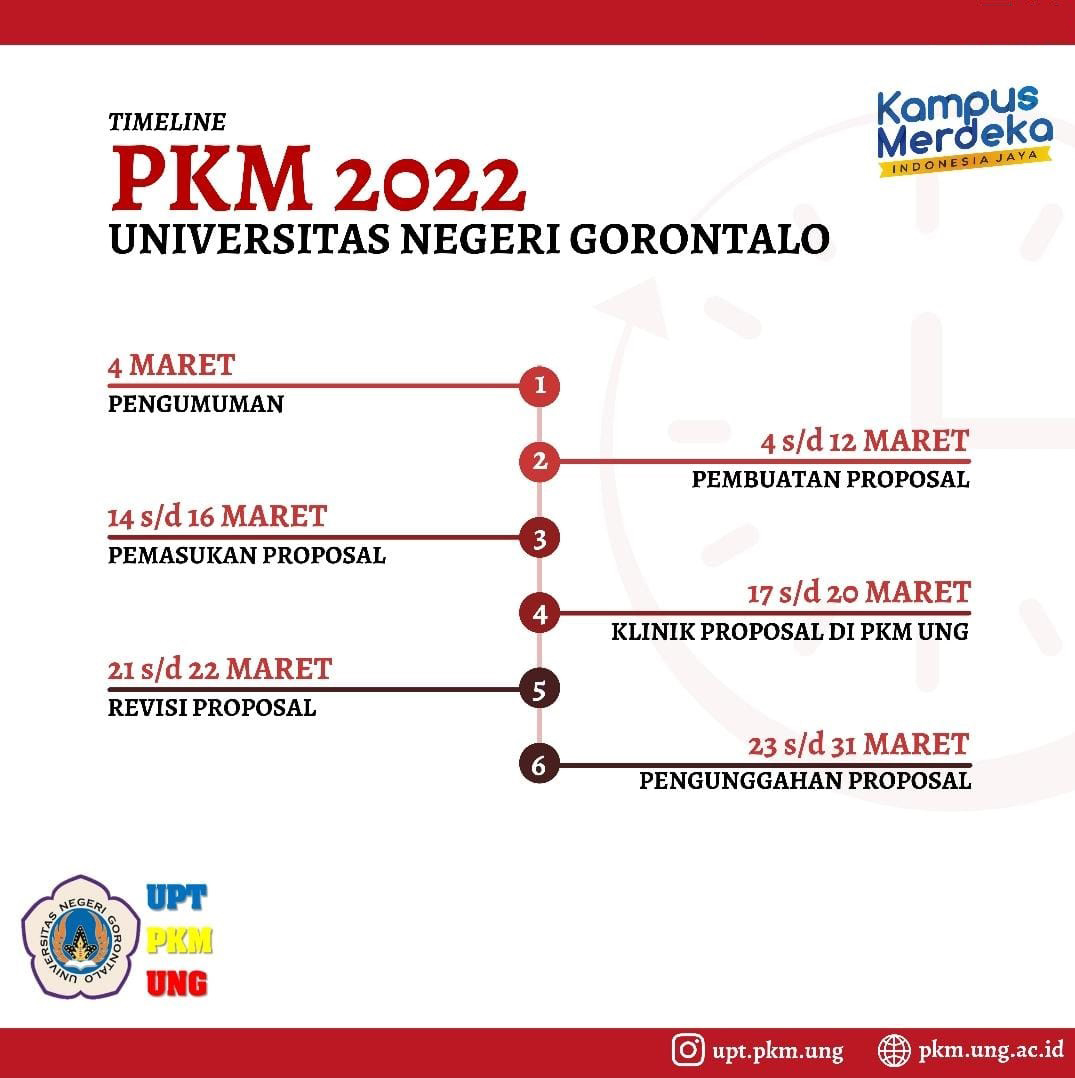 TIMELINE
PKM 2022
UNIVERSITAS NEGERI GORONTALO
Kampus
Merdeka
INDONESIA JAYA
4 MARET
PENGUMUMAN
1
4 s/d 12 MARET
PEMBUATAN PROPOSAL
2
14 s/d 16 MARET
PEMASUKAN PROPOSAL
3
17 s/d 20 MARET
KLINIK PROPOSAL DI PKM UNG
4
21 s/d 22 MARET
REVISI PROPOSAL
5
23 s/d 31 MARET
PENGUNGGAHAN PROPOSAL
6
UNIVERSITAS NEGERI GORONTALO
UPT
PKM
UNG
upt.pkm.ung
pkm.ung.ac.id